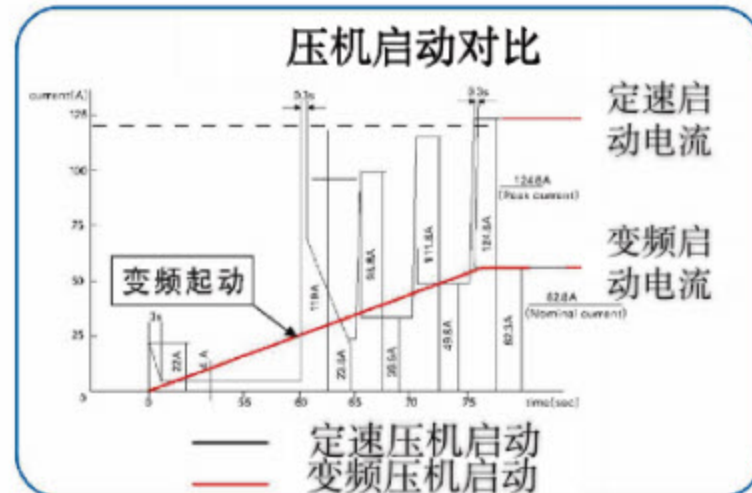 压机启动对比
current(A)
0.3s
0.3s
定速启
动电流
125
124.8A
(Peak current)
100
75
变频启
动电流
50
变频起动
62.8A
(Nominal current)
25
3s
22A
119A
23.5A
98.8A
39.5A
111.8A
49.8A
124.8A
62.3A
0
0
55
60
65
70
75
time(sec)
定速压机启动
变频压机启动